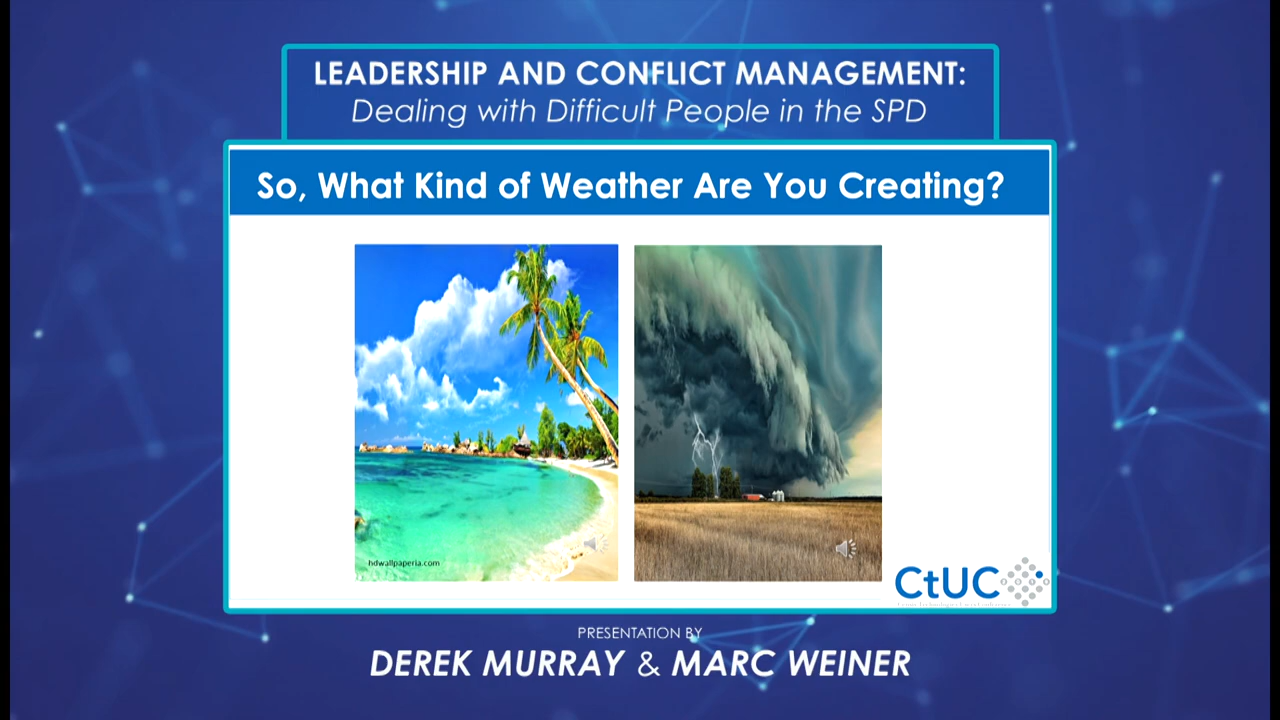 LEADERSHIP AND CONFLICT MANAGEMENT:
Dealing with Difficult People in the SPD
So, What Kind of Weather Are You Creating?
hdwallpaperia.com
CtUC
PRESENTATION BY
DEREK MURRAY & MARC WEINER